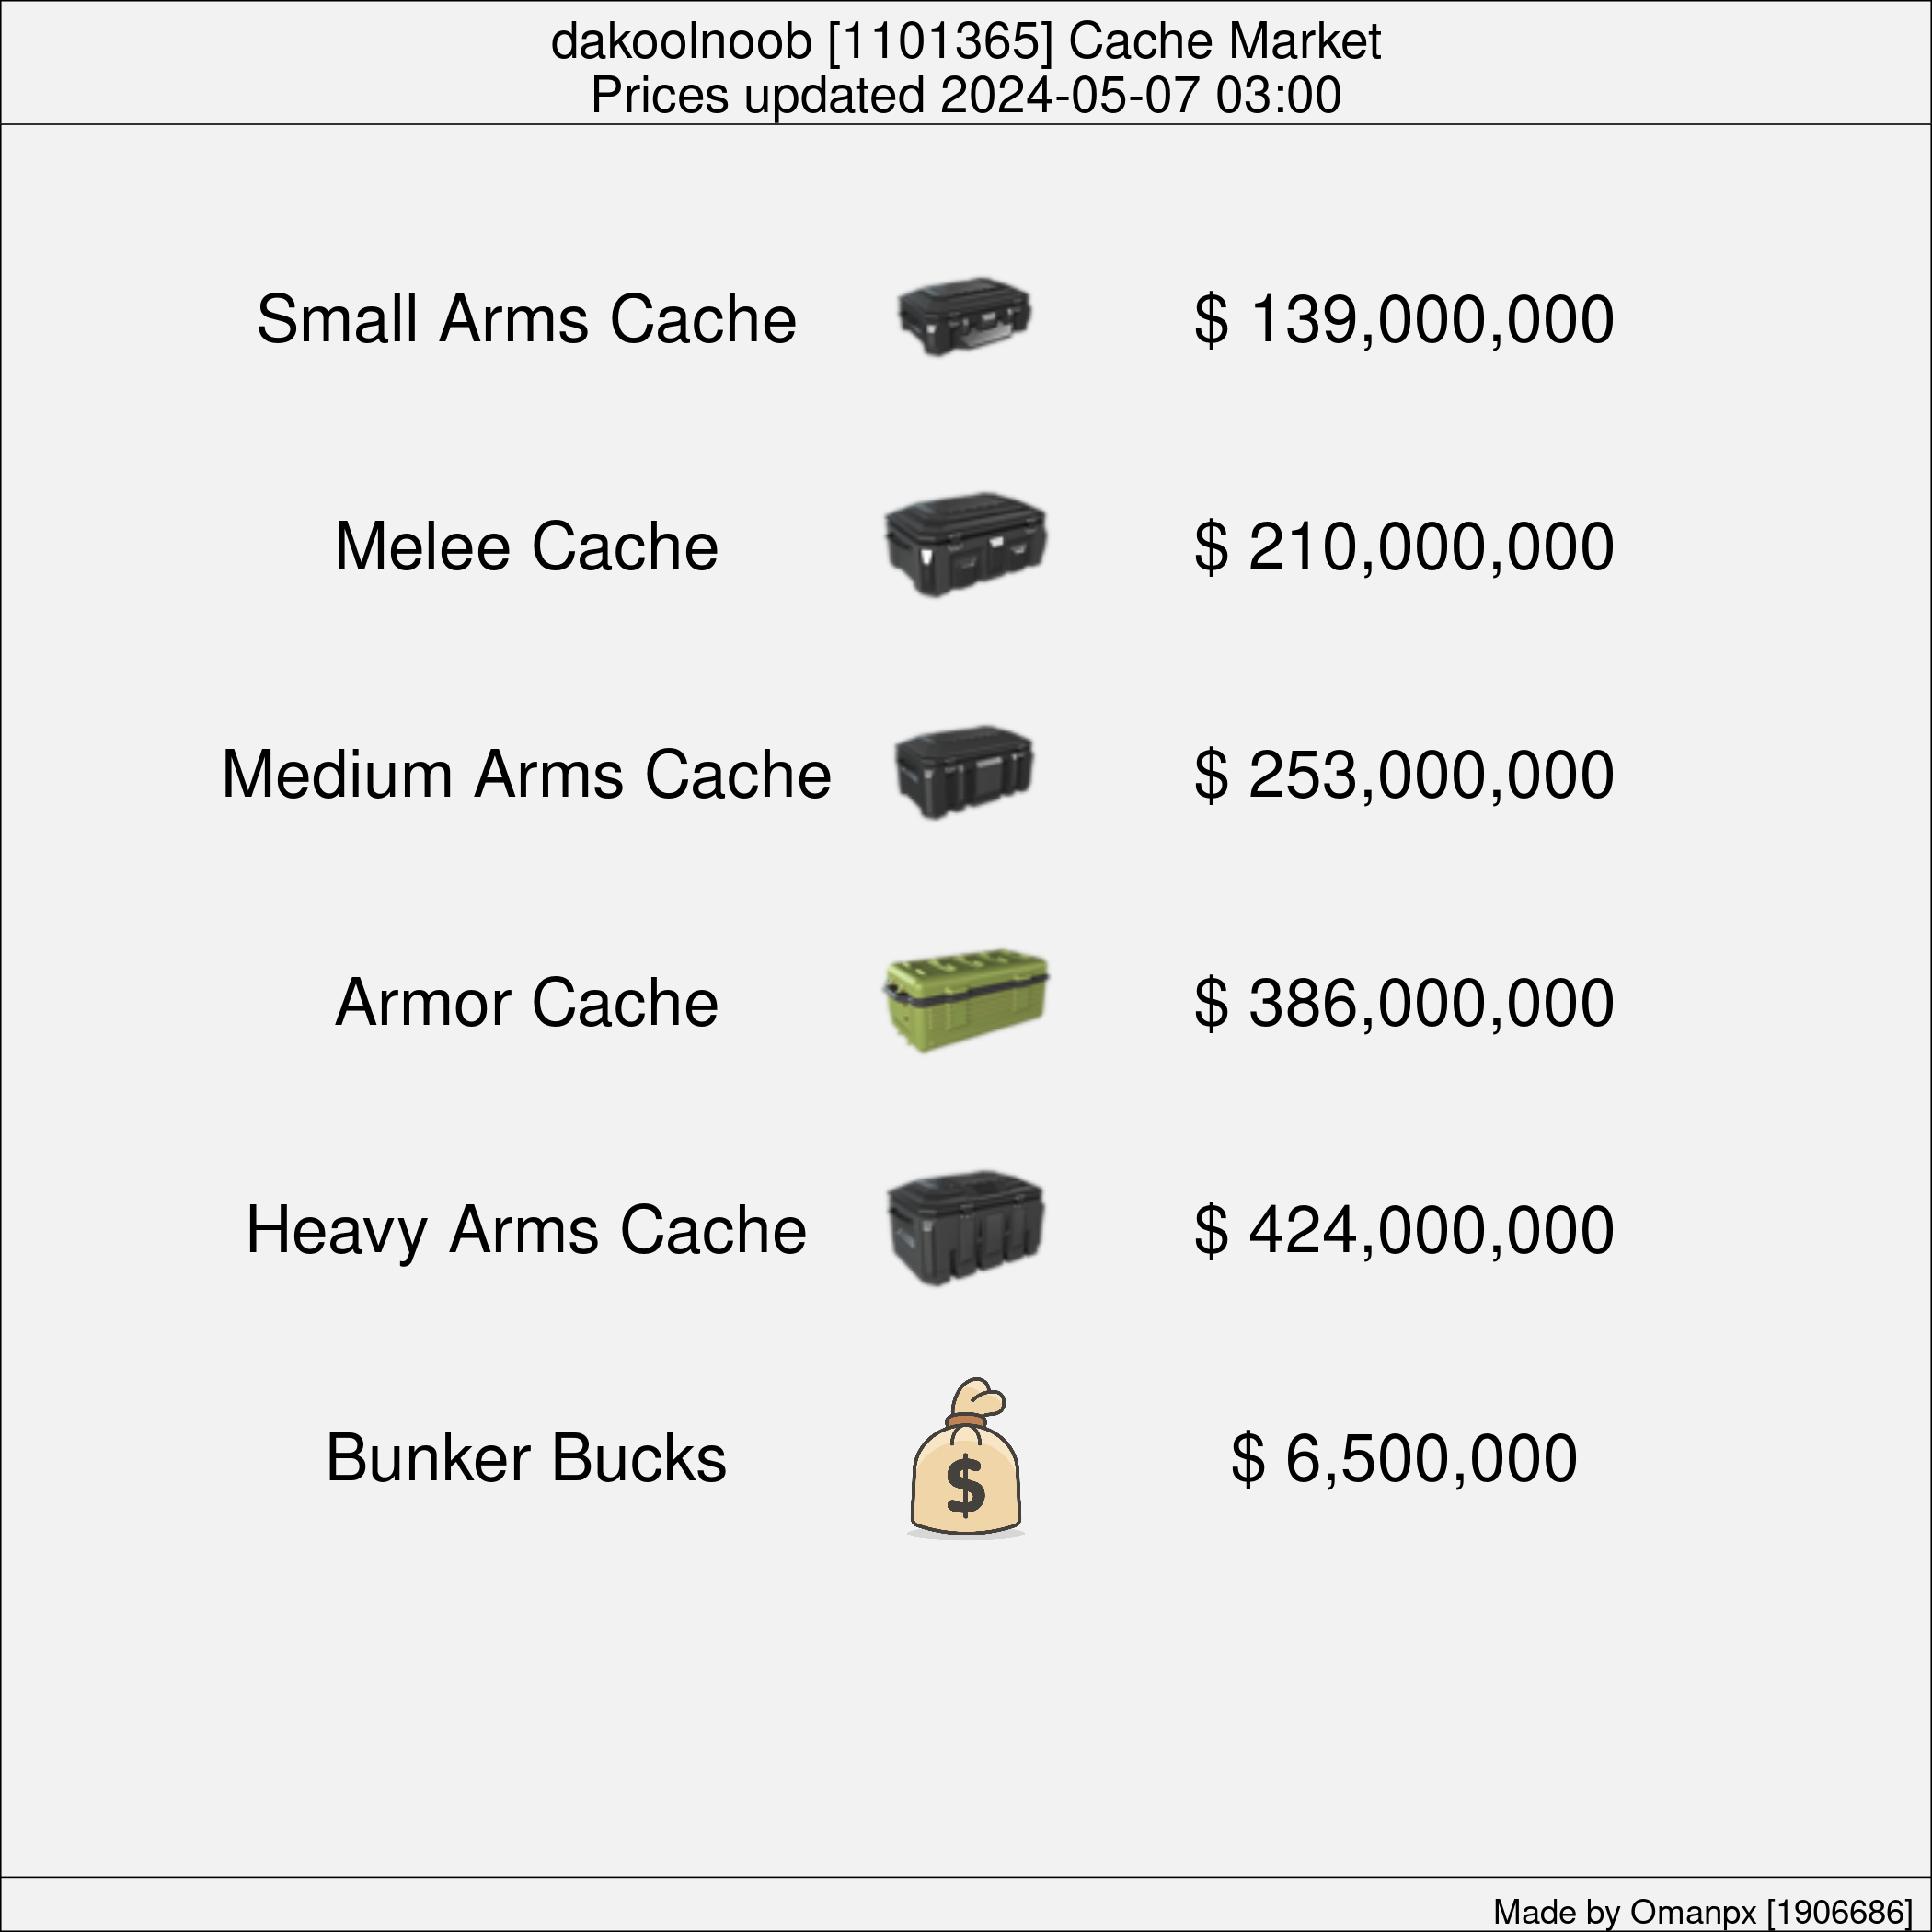 dakoolnoob [1101365] Cache Market
Prices updated 2024-05-07 03:00
Small Arms Cache $ 139,000,000
Melee Cache $ 210,000,000
Medium Arms Cache $ 253,000,000
Armor Cache $ 386,000,000
Heavy Arms Cache $ 424,000,000
Bunker Bucks $ $ 6,500,000
Made by Omanpx [1906686]